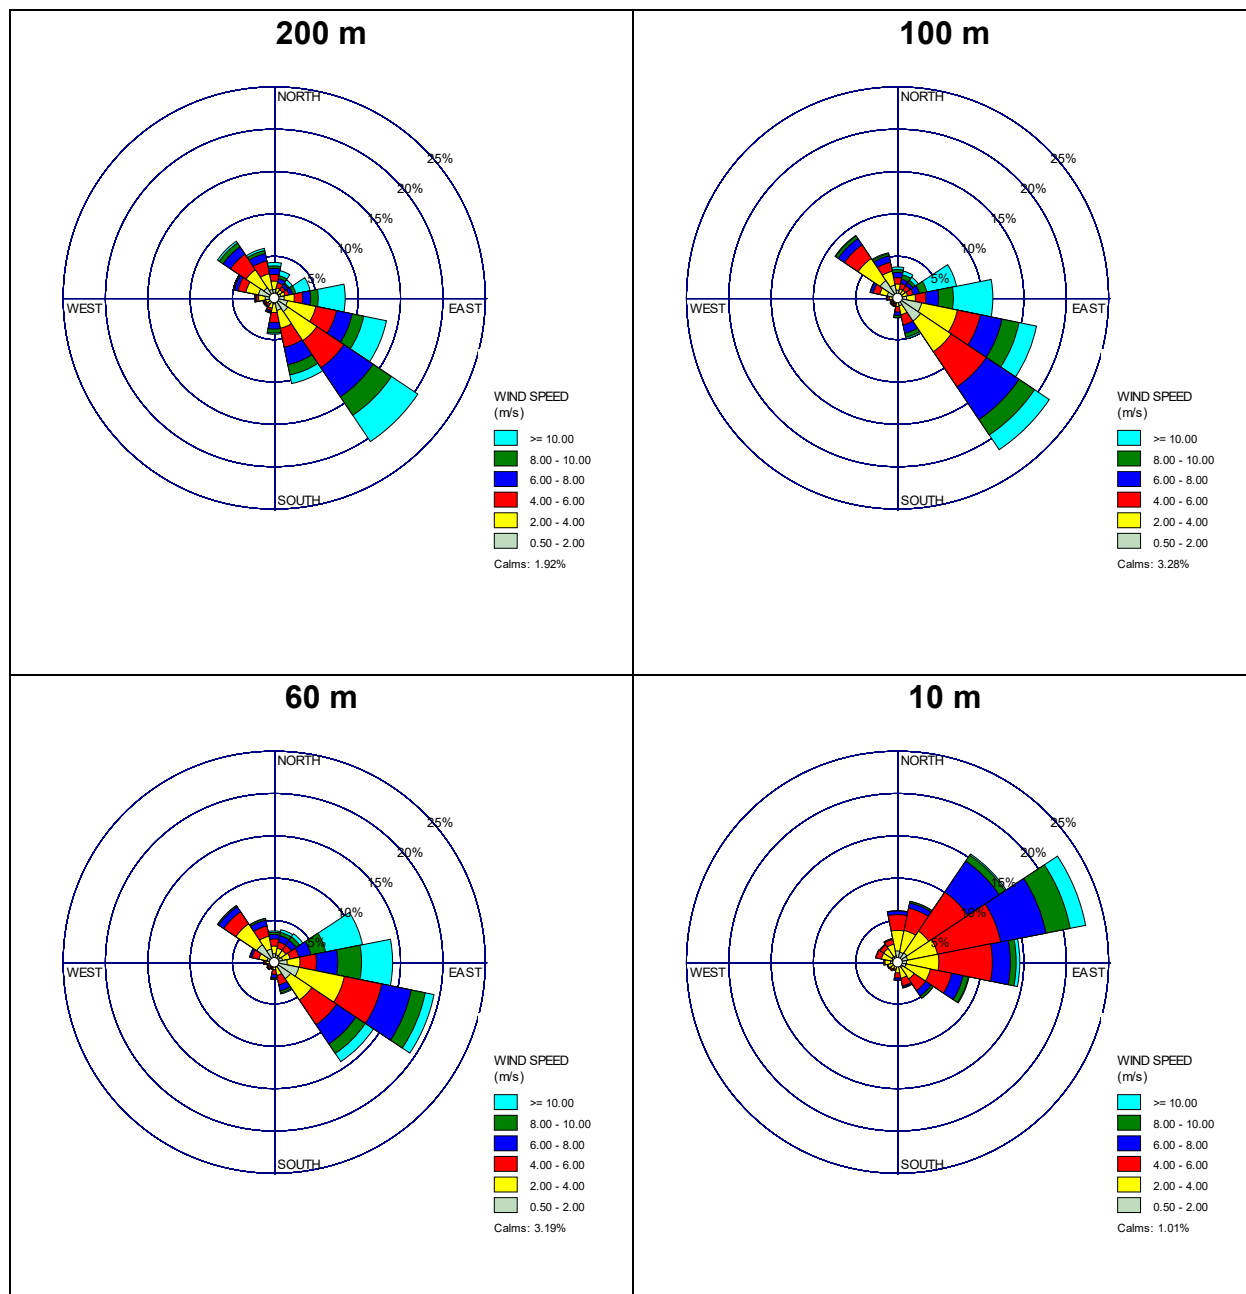 200 m
NORTH
25%
20%
15%
10%
5%
WEST
EAST
SOUTH
WIND SPEED
(m/s)
>= 10.00
8.00 - 10.00
6.00 - 8.00
4.00 - 6.00
2.00 - 4.00
0.50 - 2.00
Calms: 1.92%
100 m
NORTH
25%
20%
15%
10%
5%
WEST
EAST
SOUTH
WIND SPEED
(m/s)
>= 10.00
8.00 - 10.00
6.00 - 8.00
4.00 - 6.00
2.00 - 4.00
0.50 - 2.00
Calms: 3.28%
60 m
NORTH
25%
20%
15%
10%
5%
WEST
EAST
SOUTH
WIND SPEED
(m/s)
>= 10.00
8.00 - 10.00
6.00 - 8.00
4.00 - 6.00
2.00 - 4.00
0.50 - 2.00
Calms: 3.19%
10 m
NORTH
25%
20%
15%
10%
5%
WEST
EAST
SOUTH
WIND SPEED
(m/s)
>= 10.00
8.00 - 10.00
6.00 - 8.00
4.00 - 6.00
2.00 - 4.00
0.50 - 2.00
Calms: 1.01%